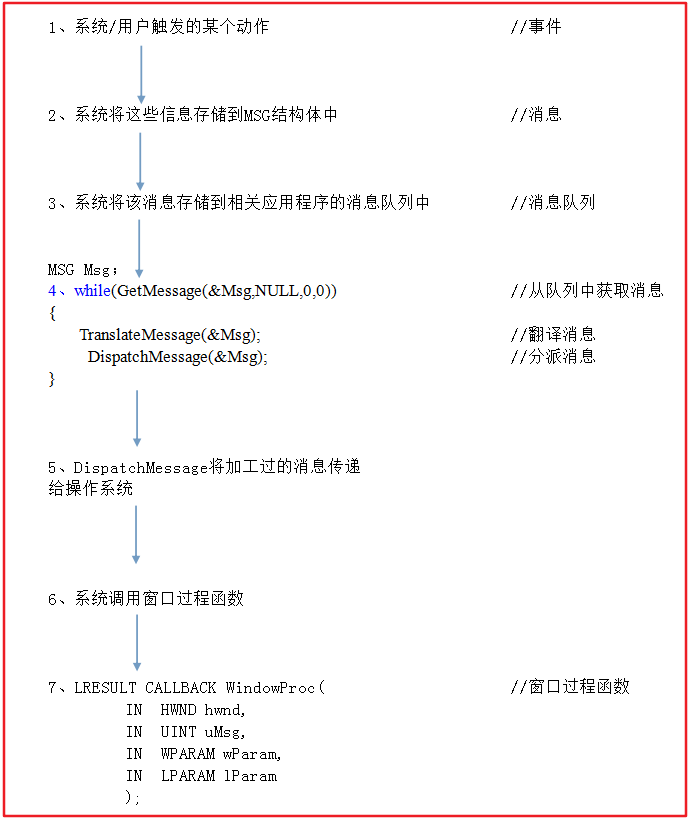 1、系统/用户触发的某个动作 //事件
2、系统将这些信息存储到MSG结构体中 //消息
3、系统将该消息存储到相关应用程序的消息队列中 //消息队列
MSG Msg;
4、while(GetMessage(&Msg,NULL,0,0)) //从队列中获取消息
{
TranslateMessage(&Msg); //翻译消息
DispatchMessage(&Msg); //分派消息
}
5、DispatchMessage将加工过的消息传递
给操作系统
6、系统调用窗口过程函数
7、LRESULT CALLBACK WindowProc( //窗口过程函数
IN HWND hwnd,
IN UINT uMsg,
IN WPARAM wParam,
IN LPARAM lParam
);